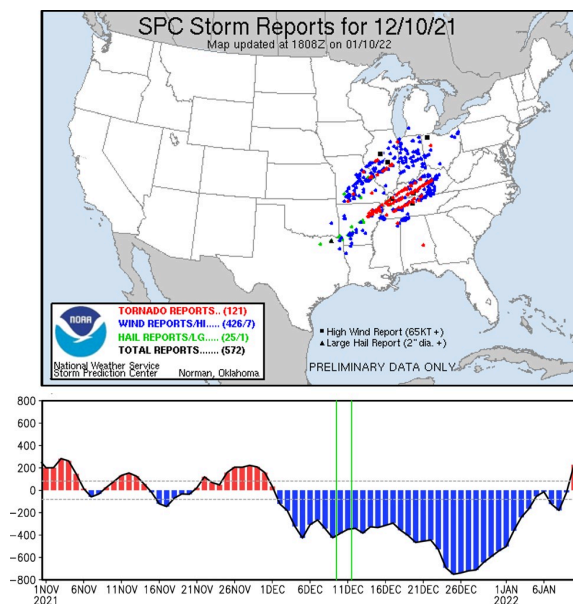 SPC Storm Reports for 12/10/21
Map updated at 1808Z on 01/10/22
NOAA
TORNADO REPORTS.. (121)
WIND REPORTS/HI..... (426/7)
HAIL REPORTS/LG..... (25/1)
TOTAL REPORTS....... (572)
National Weather Service
Storm Prediction Center Norman, Oklahoma
■ High Wind Report (65KT +)
▲ Large Hail Report (2" dia. +)
PRELIMINARY DATA ONLY
800
600
400
200
0
-200
-400
-600
-800
1NOV 6NOV 11NOV 16NOV 21NOV 26NOV 1DEC 6DEC 11DEC 16DEC 21DEC 26DEC 1JAN 6JAN
2021 2022